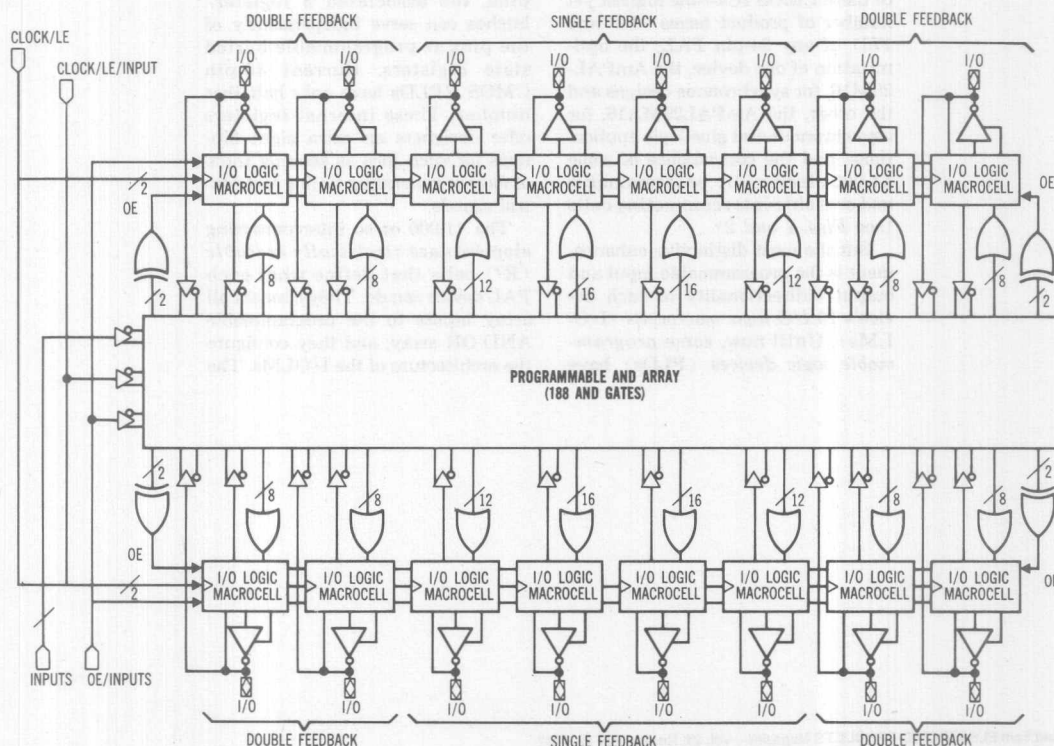 DOUBLE FEEDBACK SINGLE FEEDBACK DOUBLE FEEDBACK
CLOCK/LE
CLOCK/LE/INPUT
I/O I/O I/O I/O I/O I/O I/O I/O
2
OE
I/O LOGIC MACROCELL
I/O LOGIC MACROCELL
I/O LOGIC MACROCELL
I/O LOGIC MACROCELL
I/O LOGIC MACROCELL
I/O LOGIC MACROCELL
I/O LOGIC MACROCELL
I/O LOGIC MACROCELL
OE
2 8 8 12 16 16 12 8 8 2
PROGRAMMABLE AND ARRAY
(188 AND GATES)
2 8 8 12 16 16 12 8 8 2
OE
2
I/O LOGIC MACROCELL
I/O LOGIC MACROCELL
I/O LOGIC MACROCELL
I/O LOGIC MACROCELL
I/O LOGIC MACROCELL
I/O LOGIC MACROCELL
I/O LOGIC MACROCELL
I/O LOGIC MACROCELL
OE
INPUTS OE/INPUTS
I/O I/O I/O I/O I/O I/O I/O I/O
DOUBLE FEEDBACK SINGLE FEEDBACK DOUBLE FEEDBACK